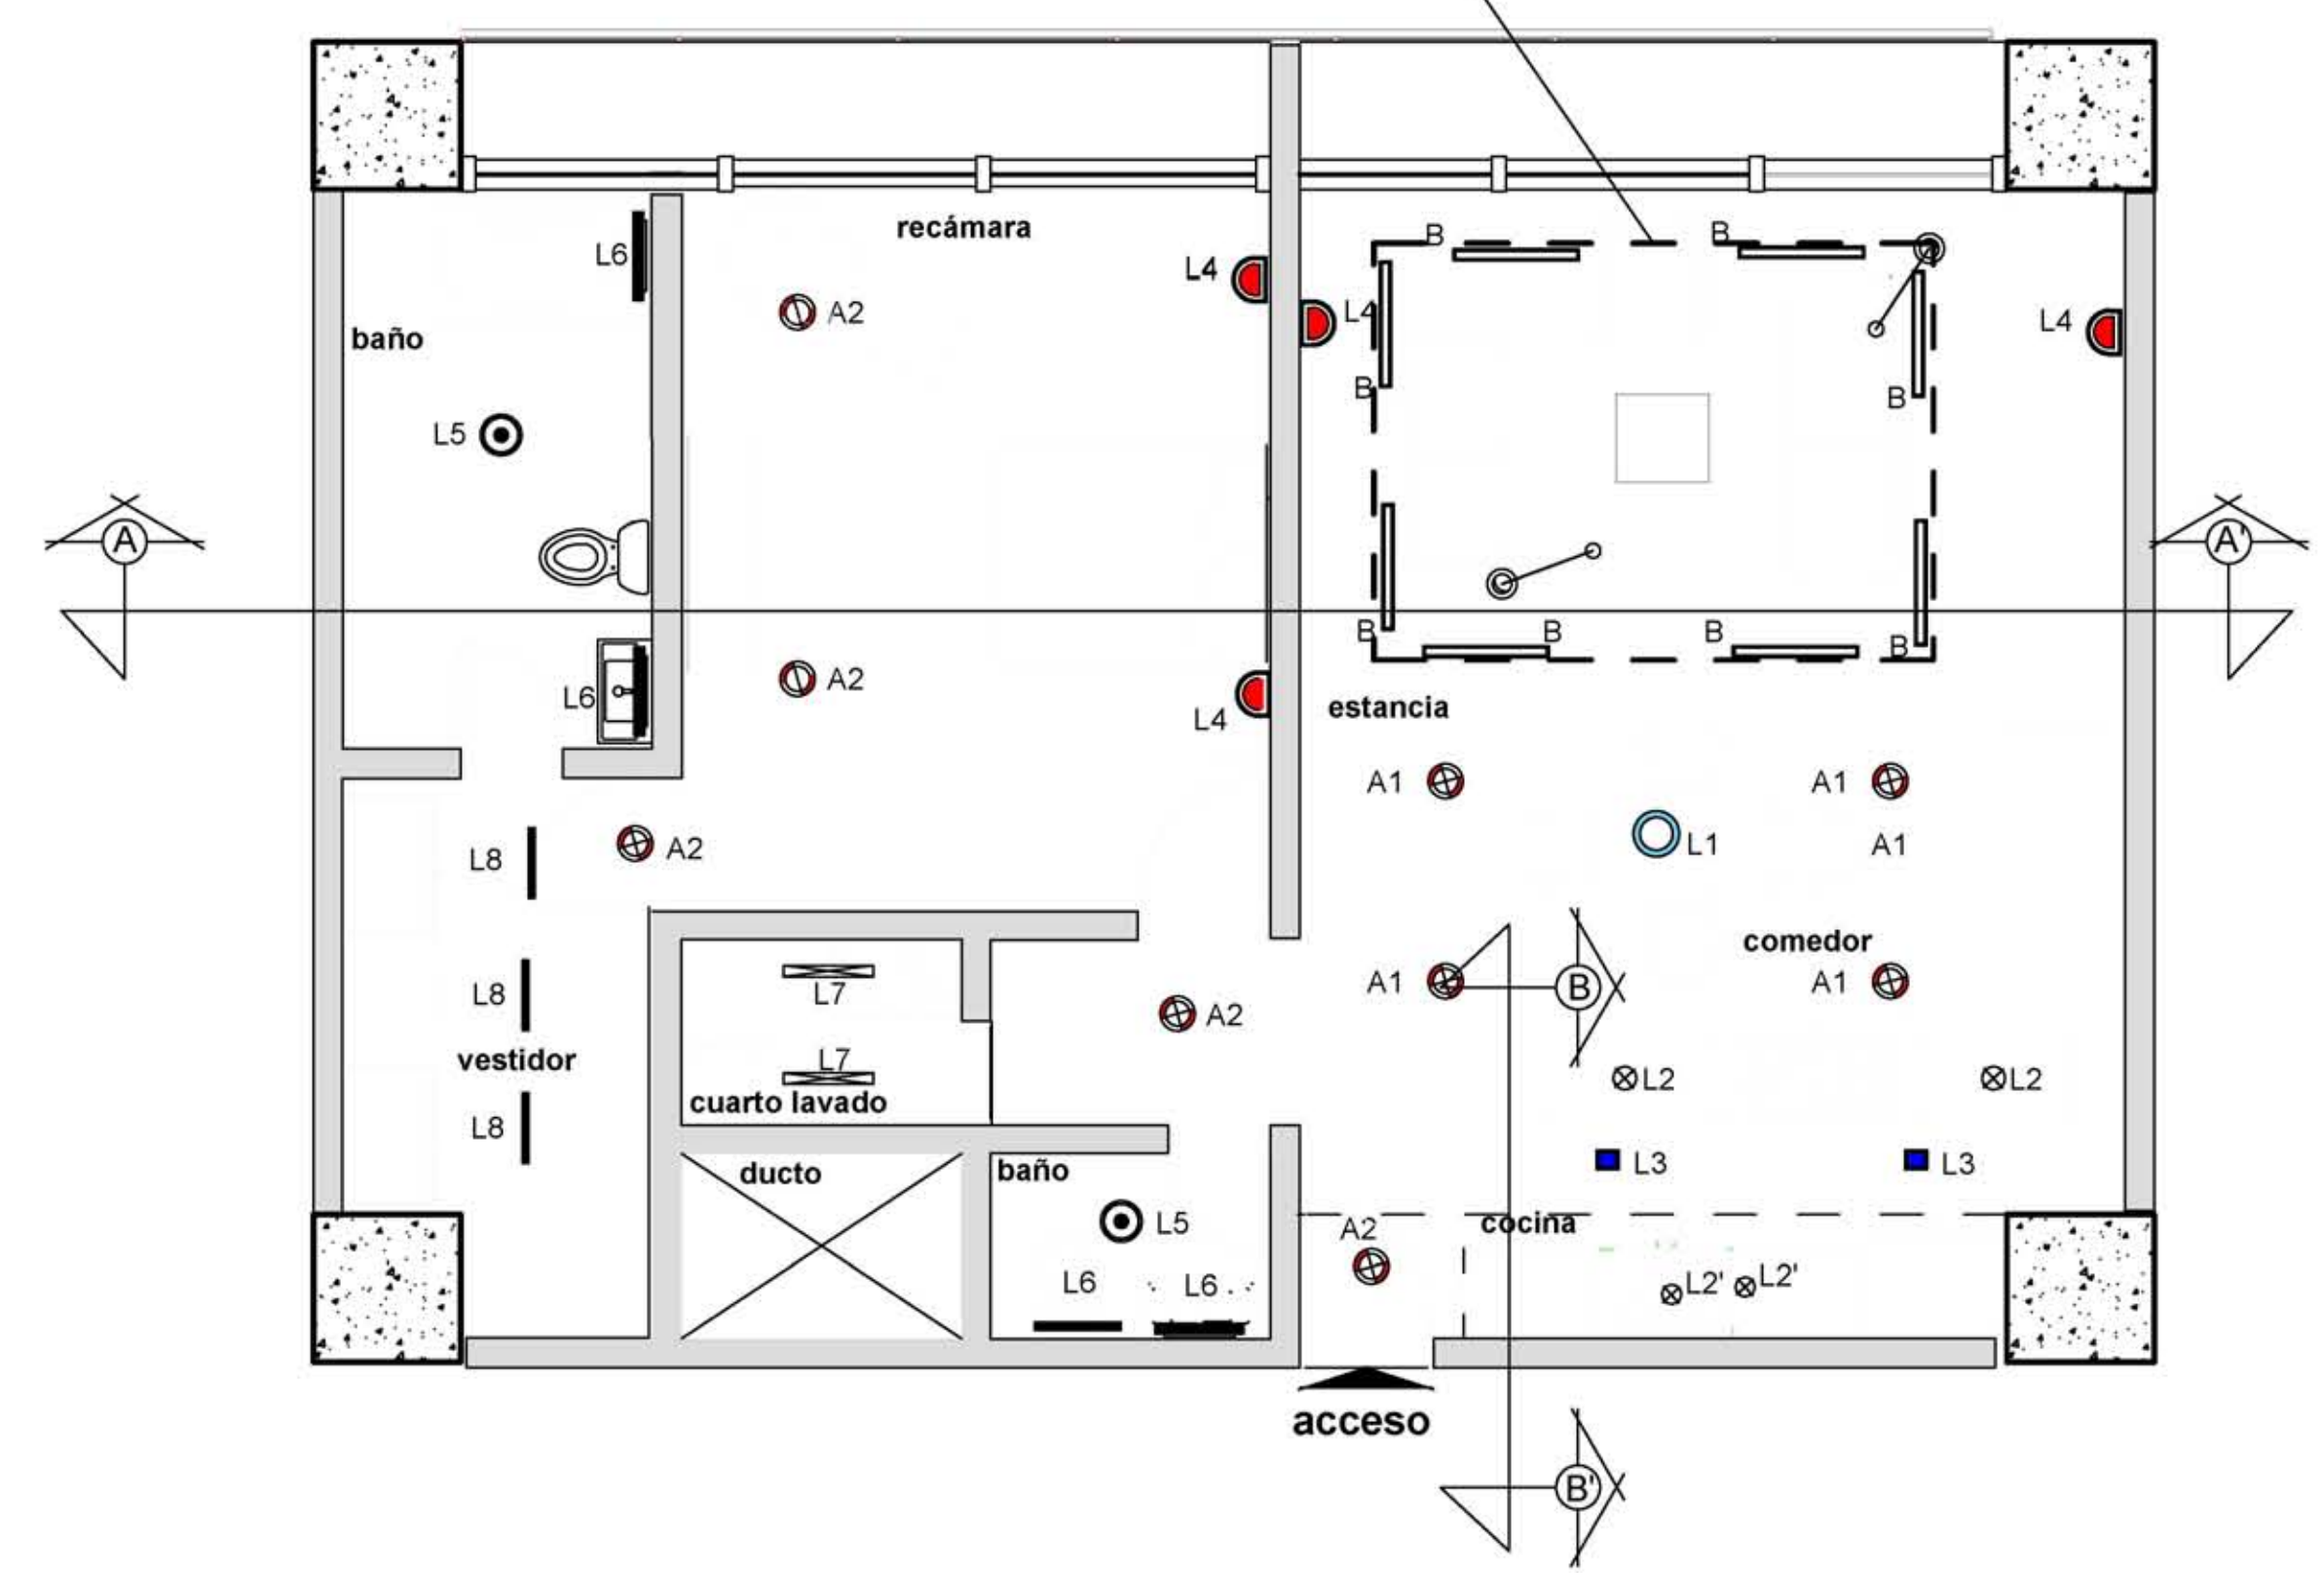 B
B
recámara
L6
L4
A2
L4
L4
baño
B
B
L5
A
A'
B
B
B
B
A2
L6
L4
estancia
A1
A1
L1
A1
L8
A2
comedor
L7
L8
A1
B
A1
A2
L7
vestidor
L2
L2
cuarto lavado
L8
L3
L3
ducto
baño
L5
A2
cocina
L6
L6
L2'
L2'
acceso
B'